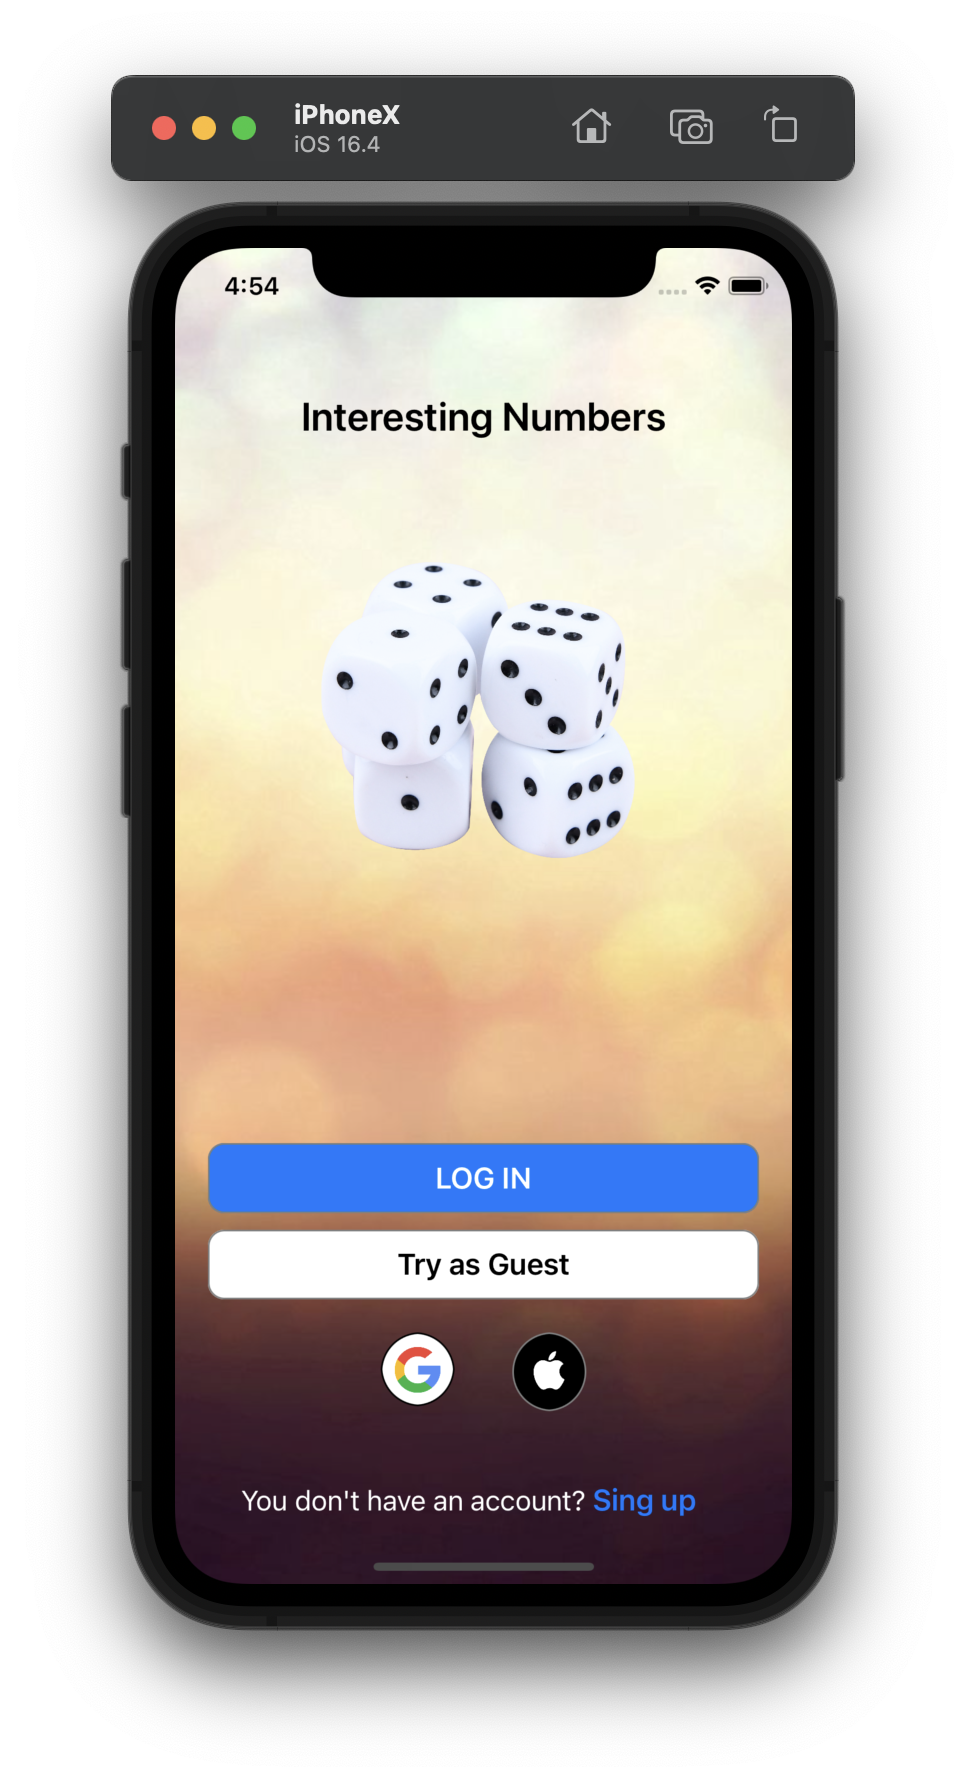 iPhoneX
iOS 16.4
4:54
Interesting Numbers
LOG IN
Try as Guest
You don't have an account? Sing up